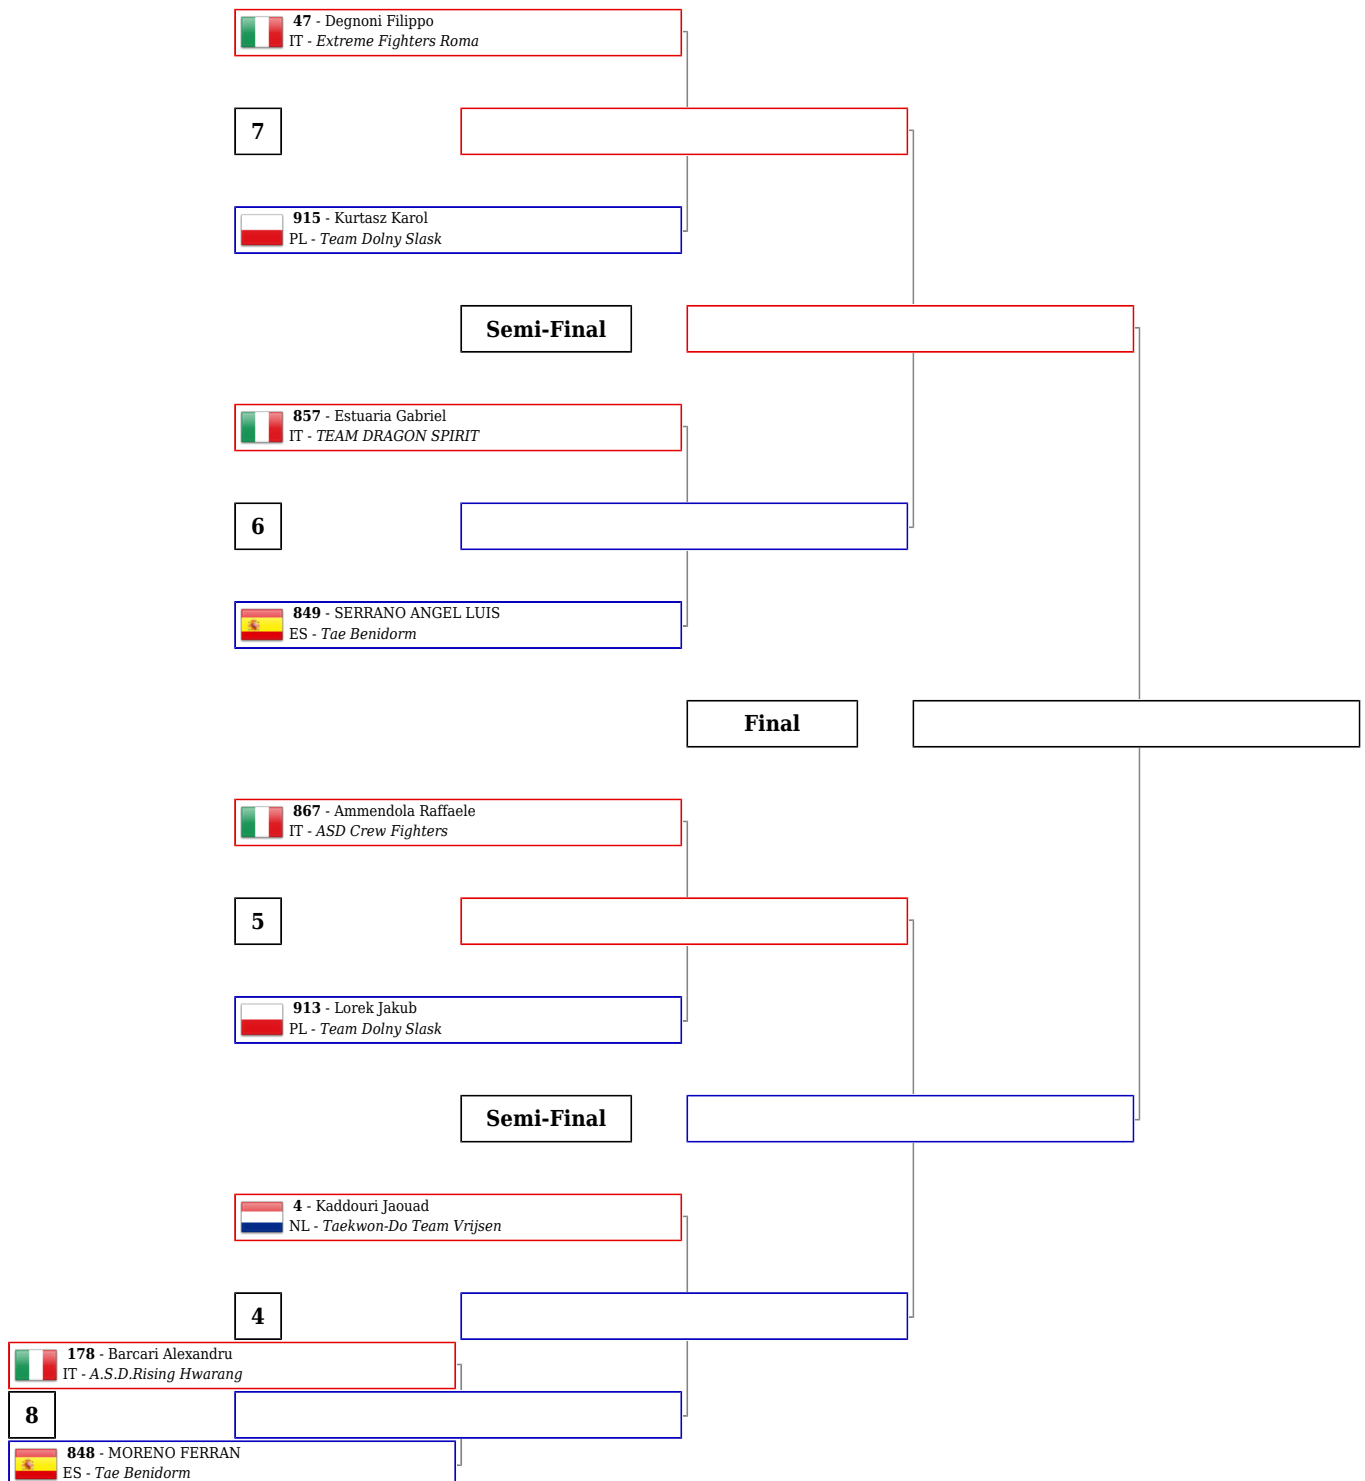 47 - Degnoni Filippo
IT - Extreme Fighters Roma
7
915 - Kurtasz Karol
PL - Team Dolny Slask
Semi-Final
857 - Estuaria Gabriel
IT - TEAM DRAGON SPIRIT
6
849 - SERRANO ANGEL LUIS
ES - Tae Benidorm
Final
867 - Ammendola Raffaele
IT - ASD Crew Fighters
5
913 - Lorek Jakub
PL - Team Dolny Slask
Semi-Final
4 - Kaddouri Jaouad
NL - Taekwon-Do Team Vrijsen
4
178 - Barcari Alexandru
IT - A.S.D.Rising Hwarang
8
848 - MORENO FERRAN
ES - Tae Benidorm